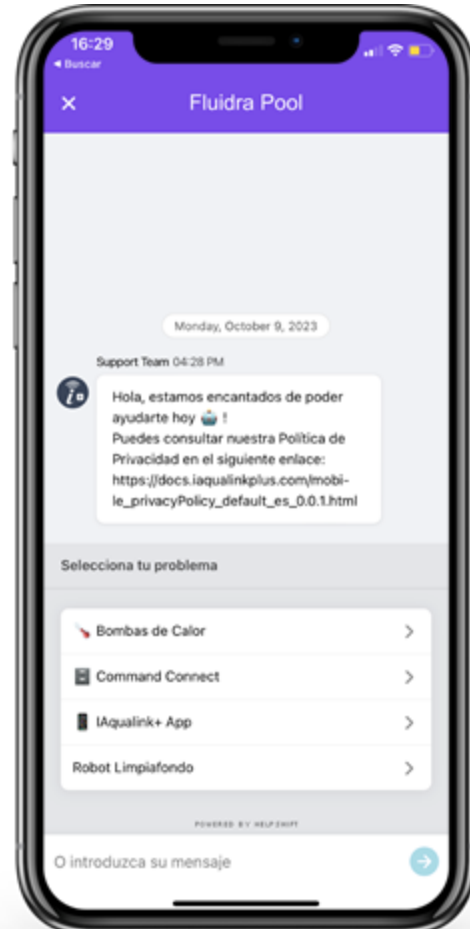 16:29
◀ Buscar
✕ Fluidra Pool
Monday, October 9, 2023
Support Team 04:28 PM
Hola, estamos encantados de poder
ayudarte hoy 🤖 !
Puedes consultar nuestra Política de
Privacidad en el siguiente enlace:
https://docs.iaqualinkplus.com/mobi-
le_privacyPolicy_default_es_0.0.1.html
Selecciona tu problema
Bombas de Calor
Command Connect
IAqualink+ App
Robot Limpiafondo
POWERED BY HELPSHIFT
O introduzca su mensaje